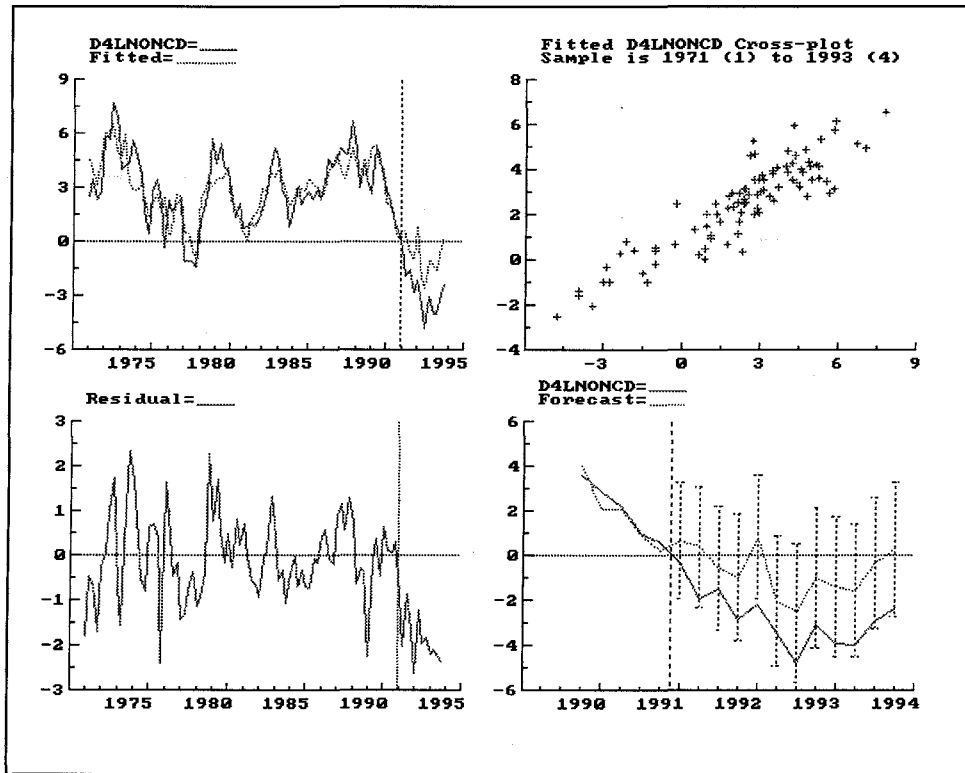 D4LNONCD=
Fitted=
9
6
3
0
-3
-6
1975 1980 1985 1990 1995
Fitted D4LNONCD Cross-plot
Sample is 1971 (1) to 1993 (4)
8
6
4
2
0
-2
-4
-3 0 3 6 9
Residual=
3
2
1
0
-1
-2
-3
1975 1980 1985 1990 1995
D4LNONCD=
Forecast=
6
4
2
0
-2
-4
-6
1990 1991 1992 1993 1994